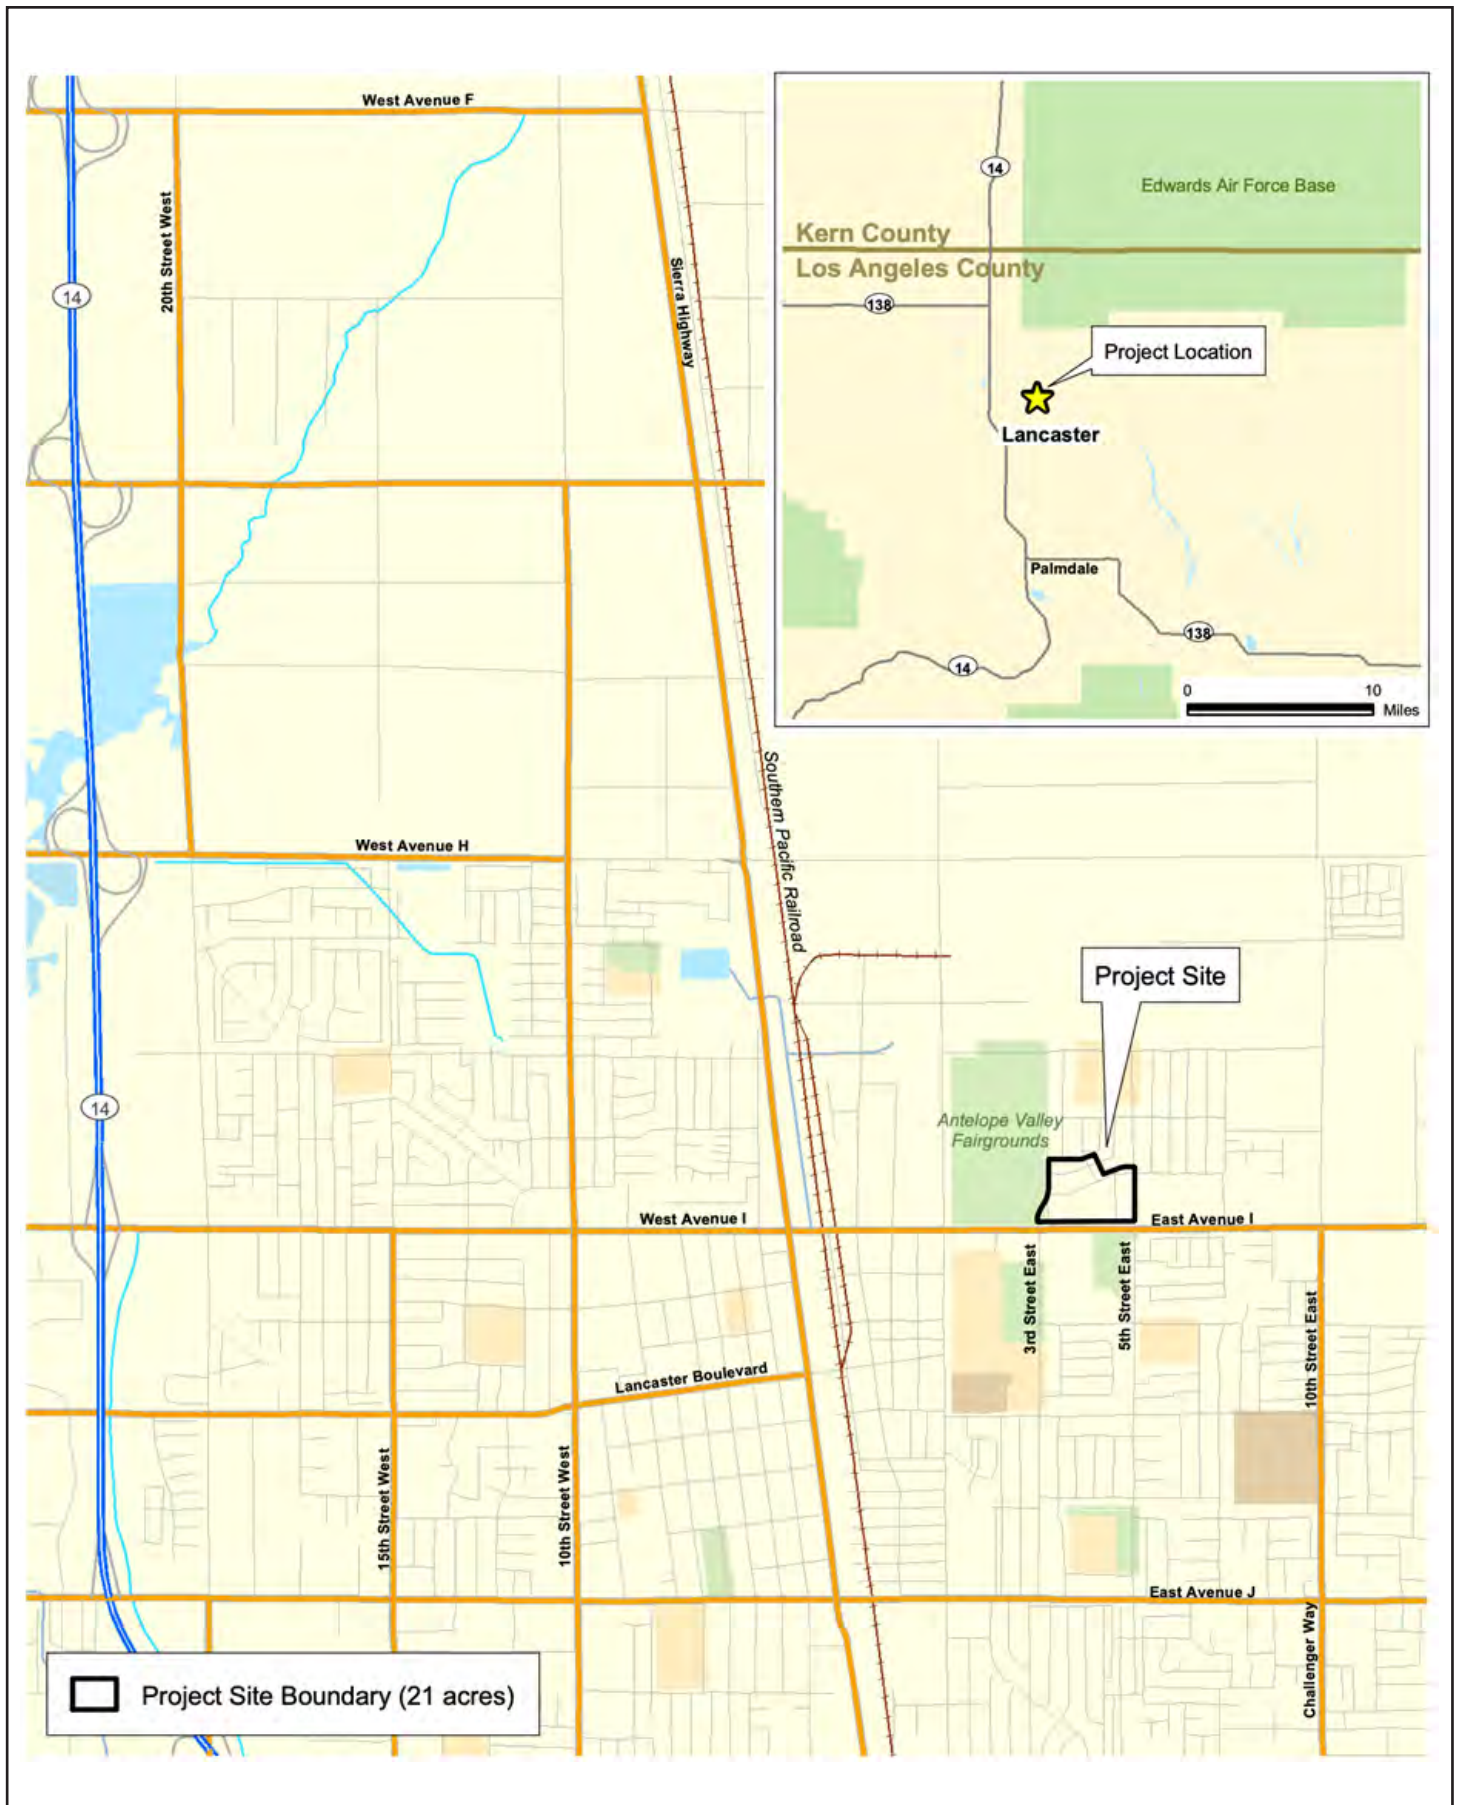 West Avenue F
20th Street West
14
Sierra Highway
14
Edwards Air Force Base
Kern County
Los Angeles County
138
Project Location
Lancaster
Palmdale
138
14
0 10
Miles
Southern Pacific Railroad
West Avenue H
Project Site
14
Antelope Valley
Fairgrounds
West Avenue I
East Avenue I
3rd Street East
5th Street East
10th Street East
Lancaster Boulevard
15th Street West
10th Street West
East Avenue J
Challenger Way
Project Site Boundary (21 acres)